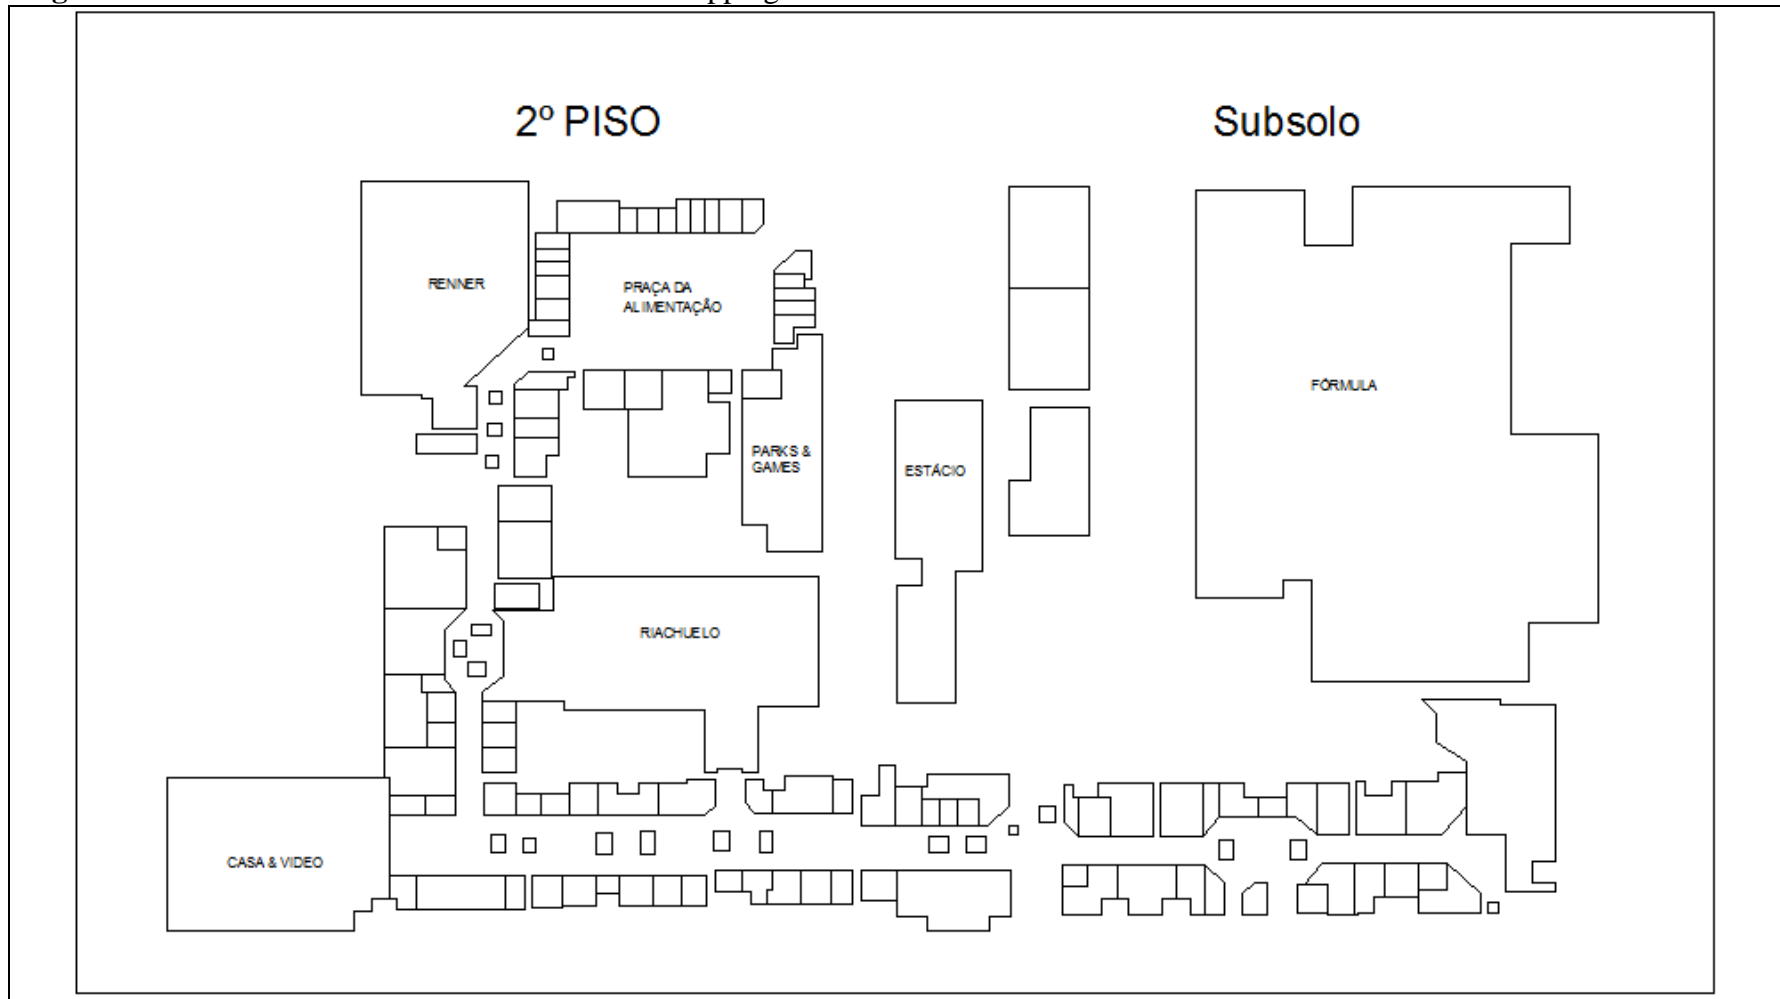 2º PISO
Subsolo
RENNER
PRAÇA DA
ALIMENTAÇÃO
FÓRMULA
PARKS &
GAMES
ESTÁCIO
RIACHUELO
CASA & VIDEO